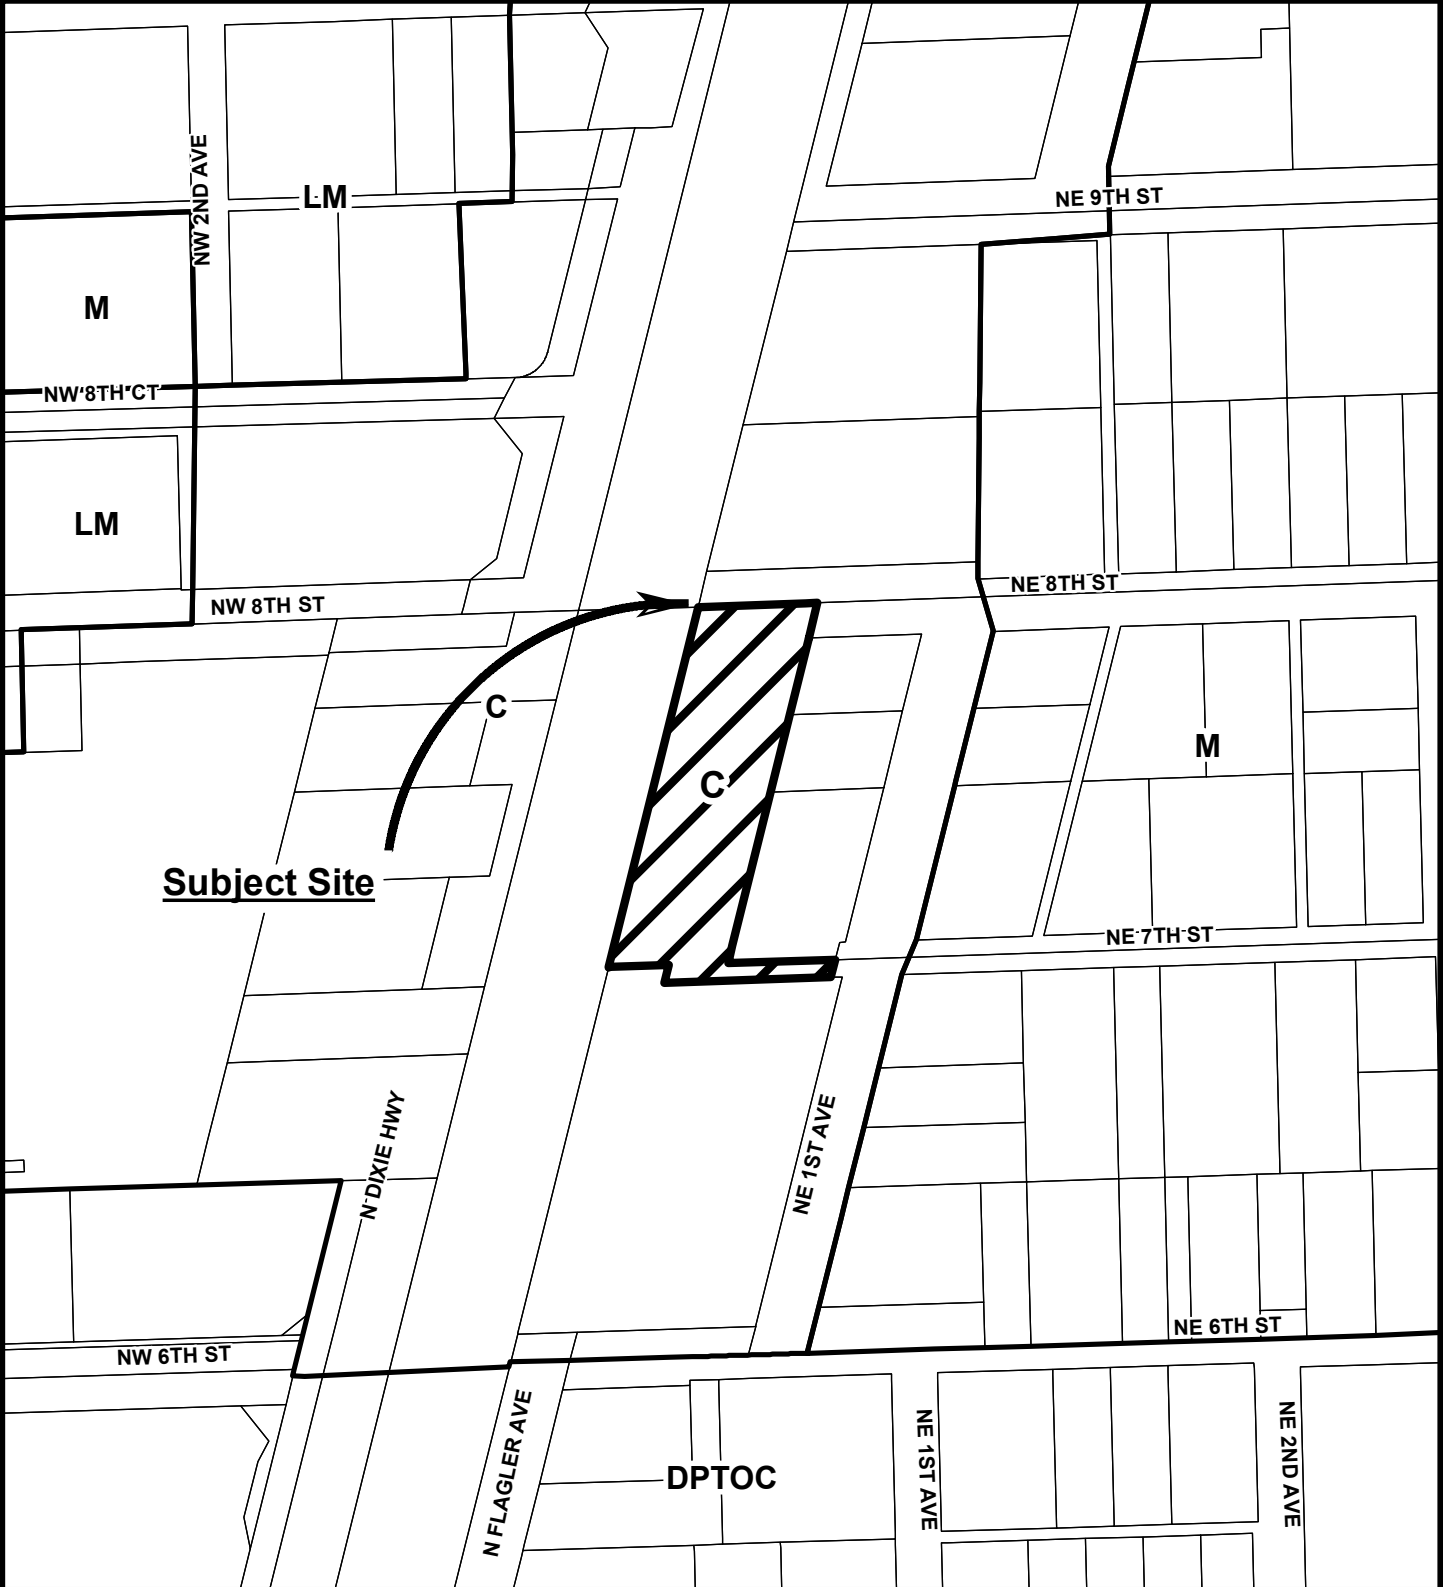 NW 2ND AVE
LM
NE 9TH ST
M
NW 8TH CT
LM
NE 8TH ST
NW 8TH ST
C
M
C
Subject Site
NE 7TH ST
N DIXIE HWY
NE 1ST AVE
NE 6TH ST
NW 6TH ST
N FLAGLER AVE
NE 1ST AVE
NE 2ND AVE
DPTOC